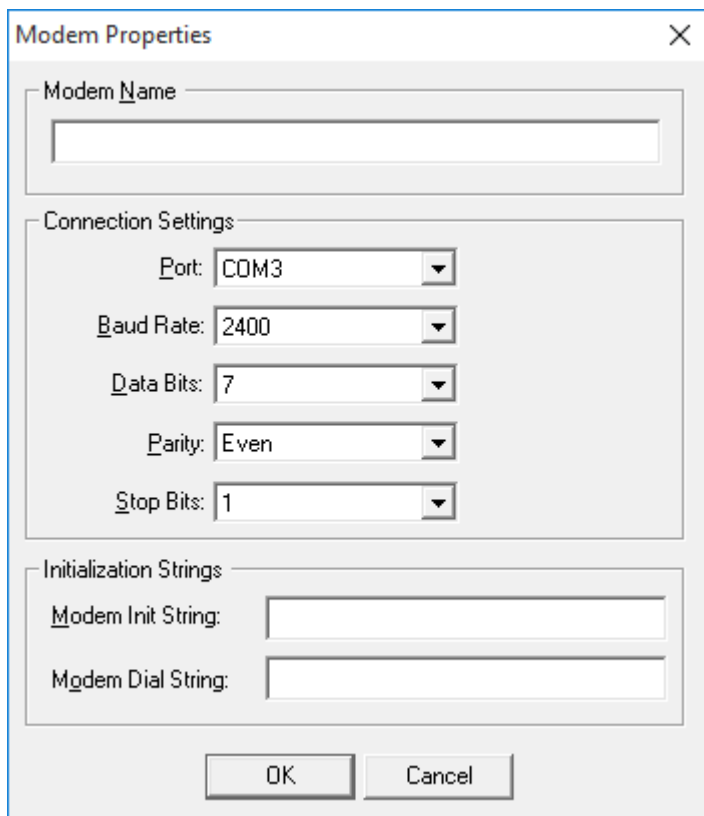 Modem Properties
Modem Name
Connection Settings
Port: COM3
Baud Rate: 2400
Data Bits: 7
Parity: Even
Stop Bits: 1
Initialization Strings
Modem Init String:
Modem Dial String:
OK Cancel